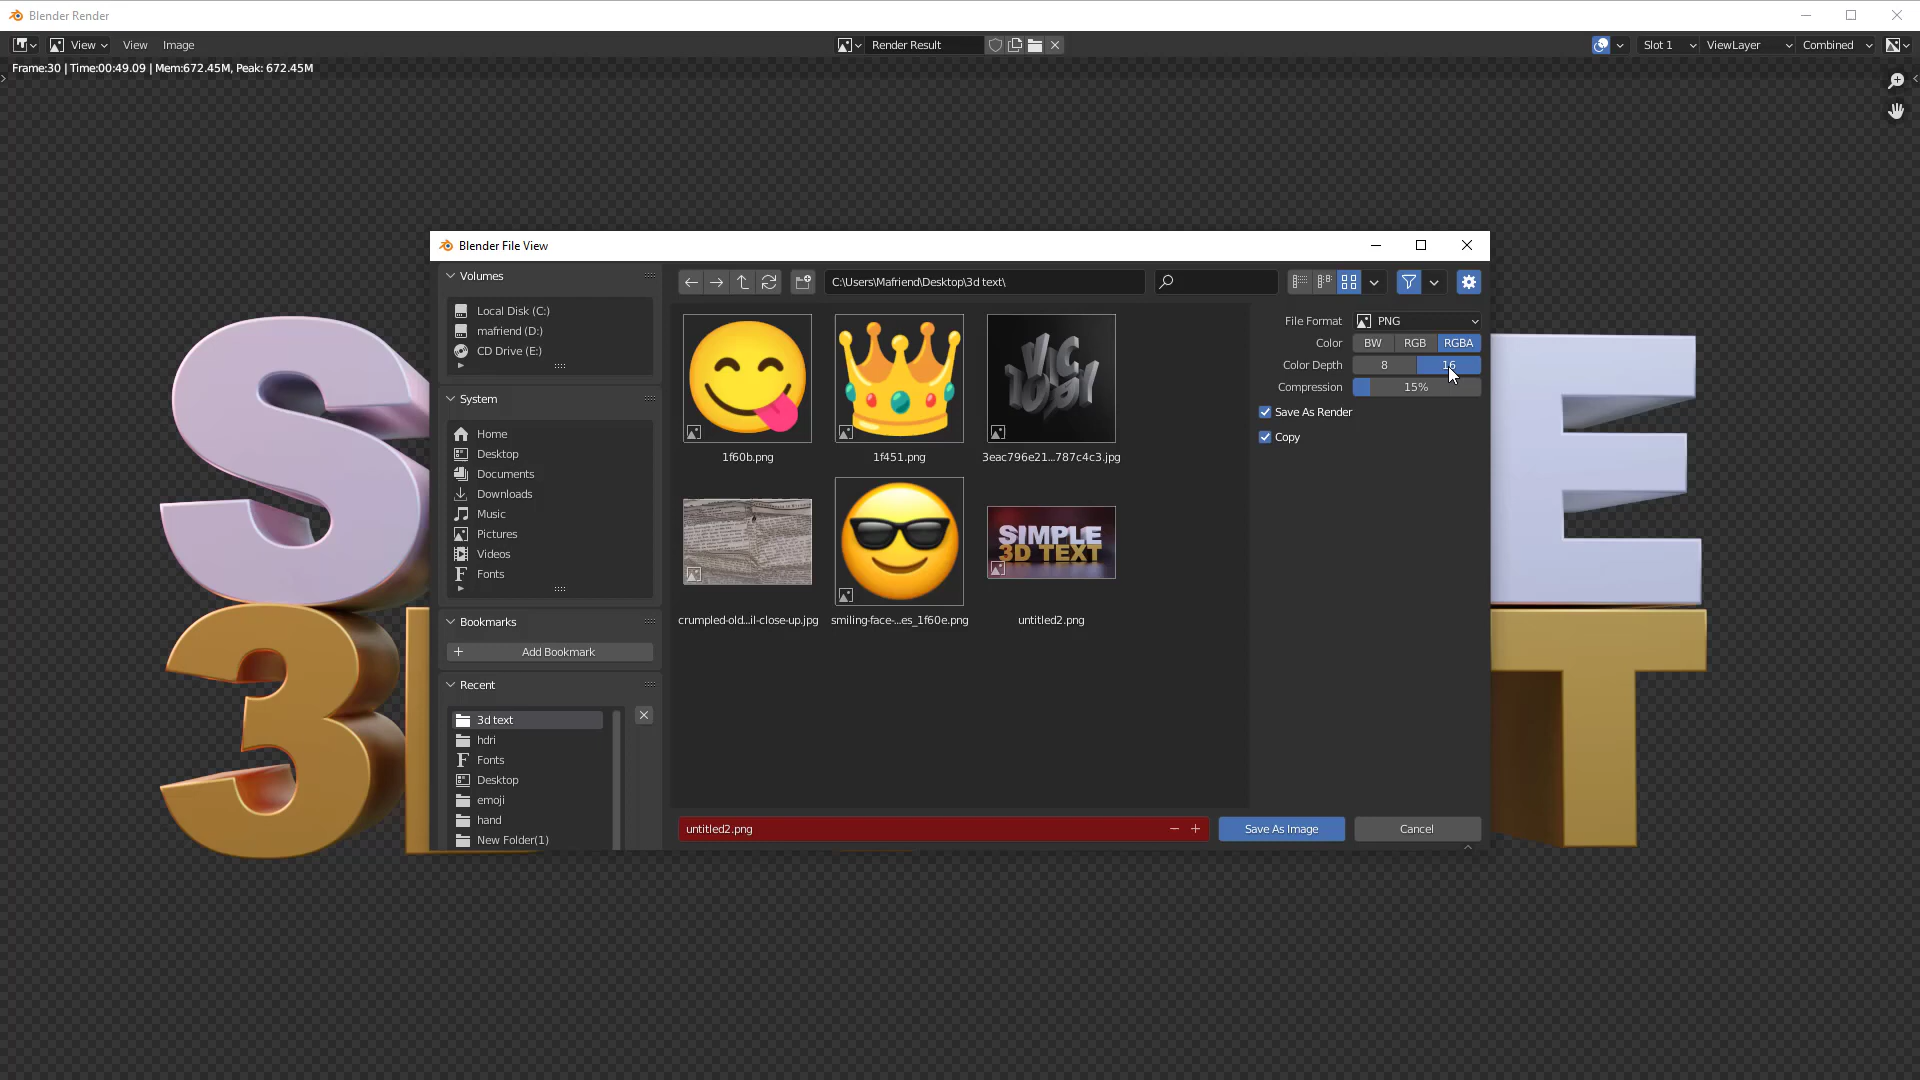 Blender Render
View View Image Render Result Slot 1 ViewLayer Combined
Frame:30 | Time:00:49.09 | Mem:672.45M, Peak: 672.45M
Blender File View
Volumes
Local Disk (C:)
mafriend (D:)
CD Drive (E:)
System
Home
Desktop
Documents
Downloads
Music
Pictures
Videos
Fonts
Bookmarks
Add Bookmark
Recent
3d text
hdri
Fonts
Desktop
emoji
hand
New Folder(1)
C:\Users\Mafriend\Desktop\3d text\
VIC
TORY
1f60b.png
1f451.png
3eac796e21...787c4c3.jpg
SIMPLE
3D TEXT
crumpled-old...il-close-up.jpg
smiling-face-...es_1f60e.png
untitled2.png
File Format PNG
Color BW RGB RGBA
Color Depth 8 16
Compression 15%
Save As Render
Copy
untitled2.png
Save As Image
Cancel
S E
3 T